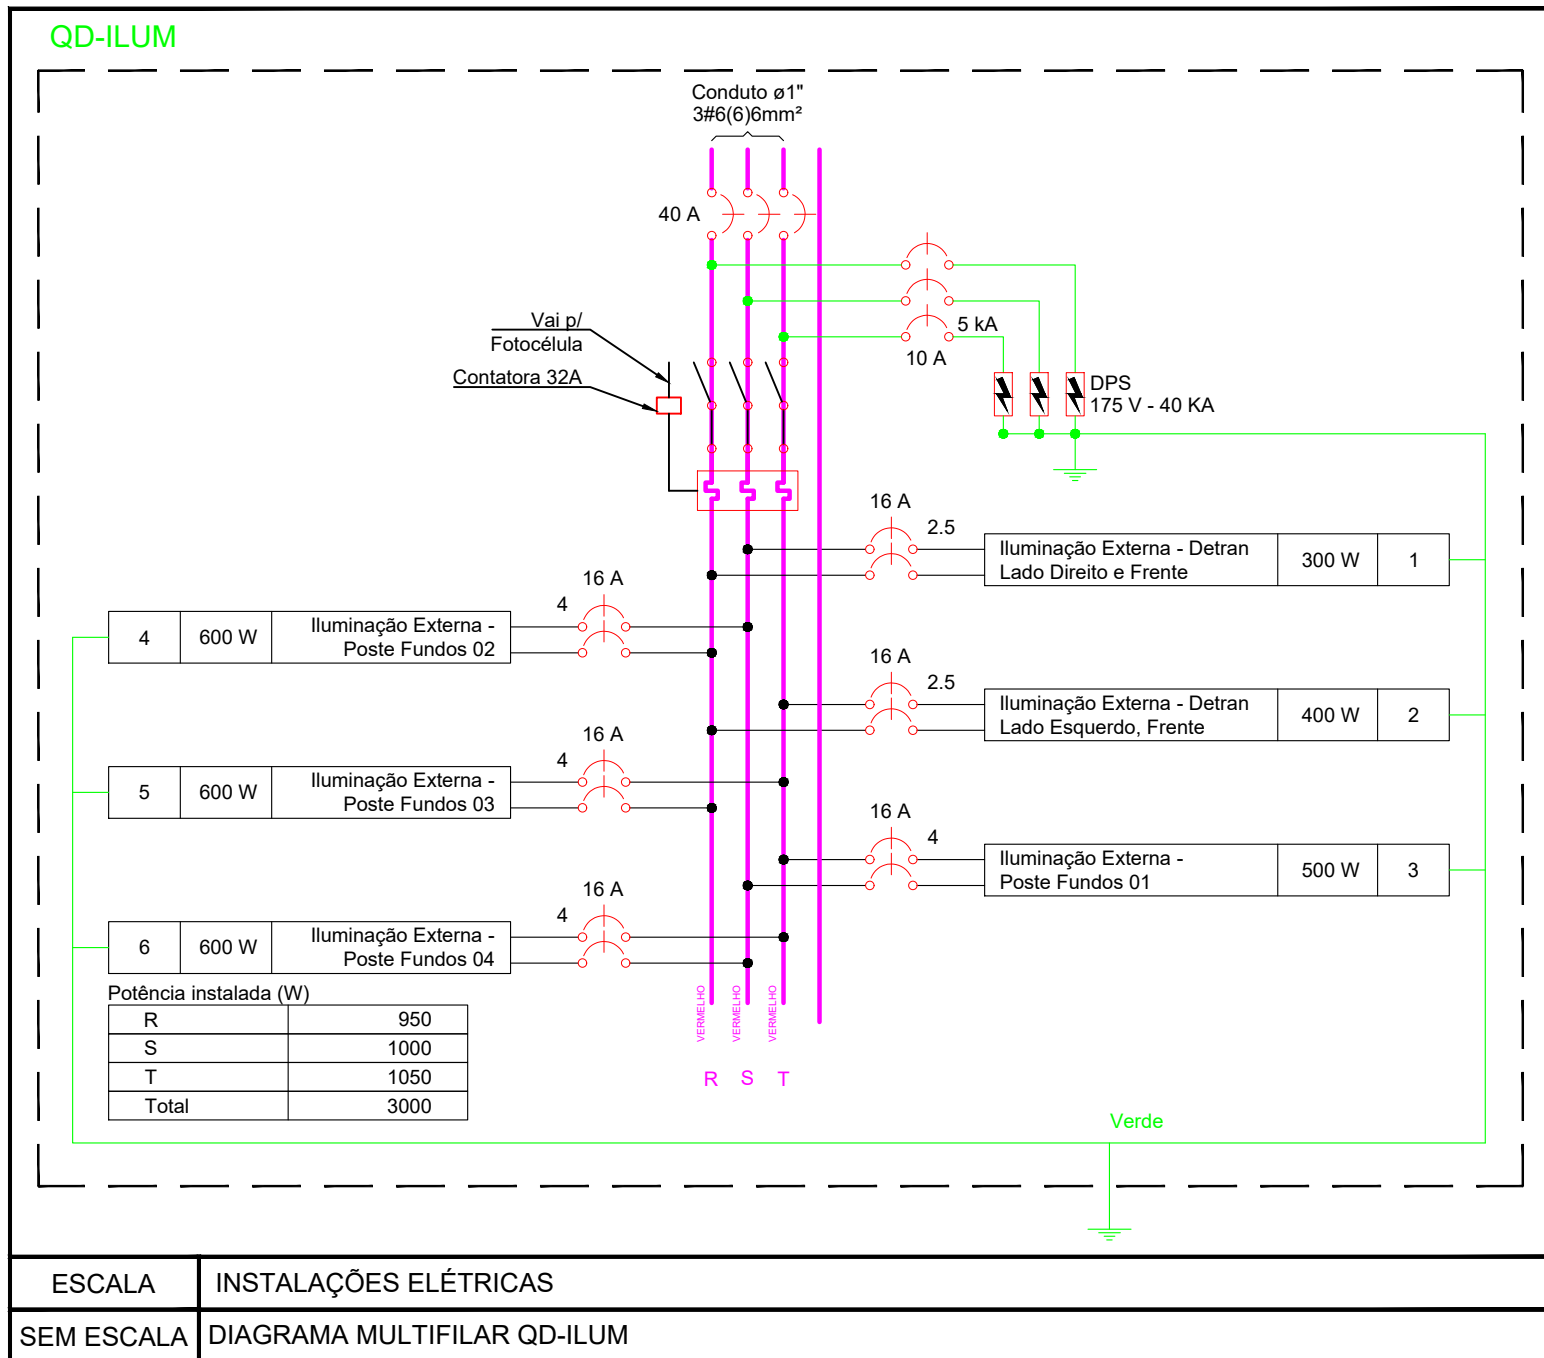 QD-ILUM
Conduto ø1"
3#6(6)6mm²
40 A
5 kA
10 A
Vai p/
Fotocélula
Contatora 32A
DPS
175 V - 40 KA
16 A
2.5
Iluminação Externa - Detran
Lado Direito e Frente
300 W
1
16 A
4
4
600 W
Iluminação Externa -
Poste Fundos 02
16 A
2.5
Iluminação Externa - Detran
Lado Esquerdo, Frente
400 W
2
16 A
4
5
600 W
Iluminação Externa -
Poste Fundos 03
16 A
4
Iluminação Externa -
Poste Fundos 01
500 W
3
16 A
4
6
600 W
Iluminação Externa -
Poste Fundos 04
Potência instalada (W)
R 950
S 1000
T 1050
Total 3000
VERMELHO
VERMELHO
VERMELHO
R S T
Verde
ESCALA INSTALAÇÕES ELÉTRICAS
SEM ESCALA DIAGRAMA MULTIFILAR QD-ILUM